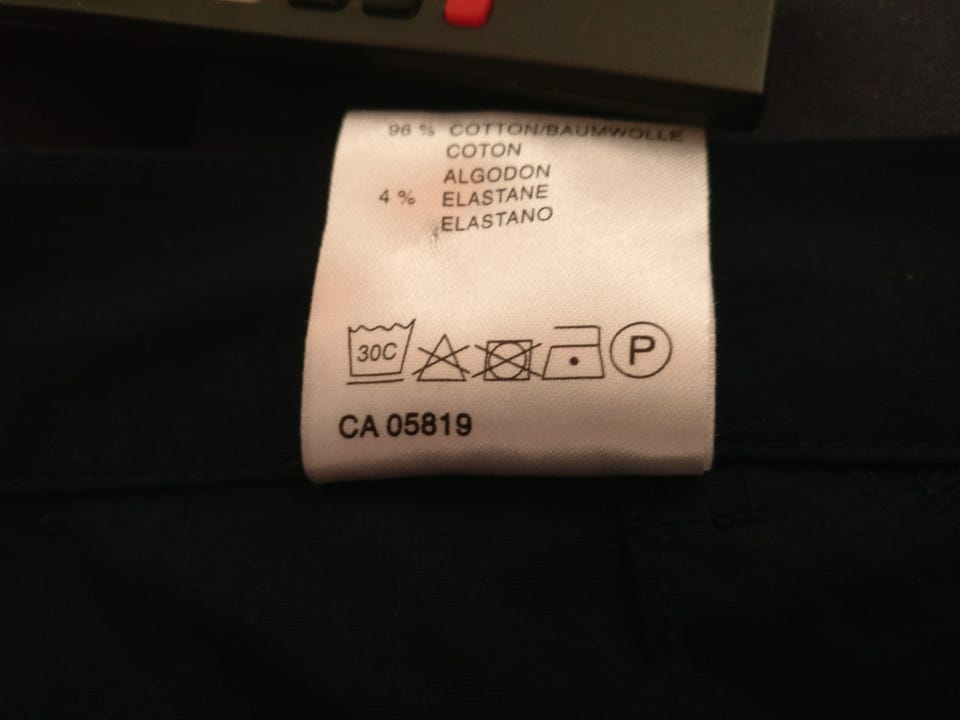 96 % COTTON/BAUMWOLLE
COTON
ALGODON
4 % ELASTANE
ELASTANO
30C
P
CA 05819